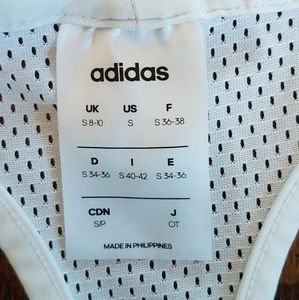 adidas
UK US F
S 8-10 S S 36-38
D I E
S 34-36 S 40-42 S 34-36
CDN J
S/P OT
MADE IN PHILIPPINES